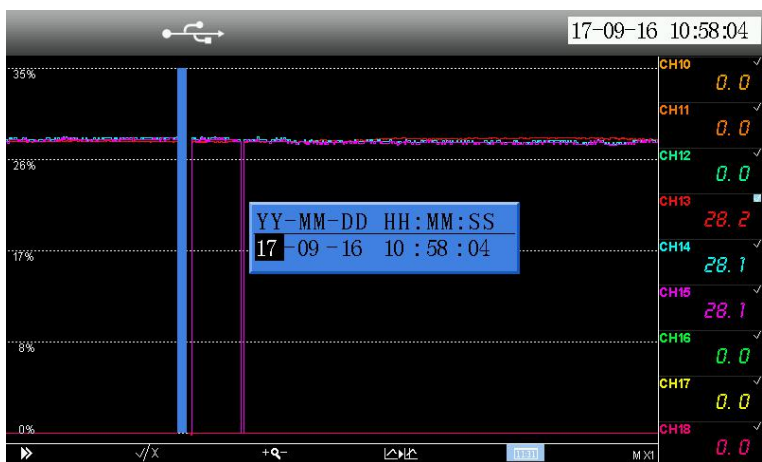 17-09-16 10:58:04
35%
26%
17%
8%
0%
YY-MM-DD HH:MM:SS
17-09-16 10:58:04
CH10
0.0
CH11
0.0
CH12
0.0
CH13
28.2
CH14
28.1
CH15
28.1
CH16
0.0
CH17
0.0
CH18
0.0
√/X
+ -
M X1